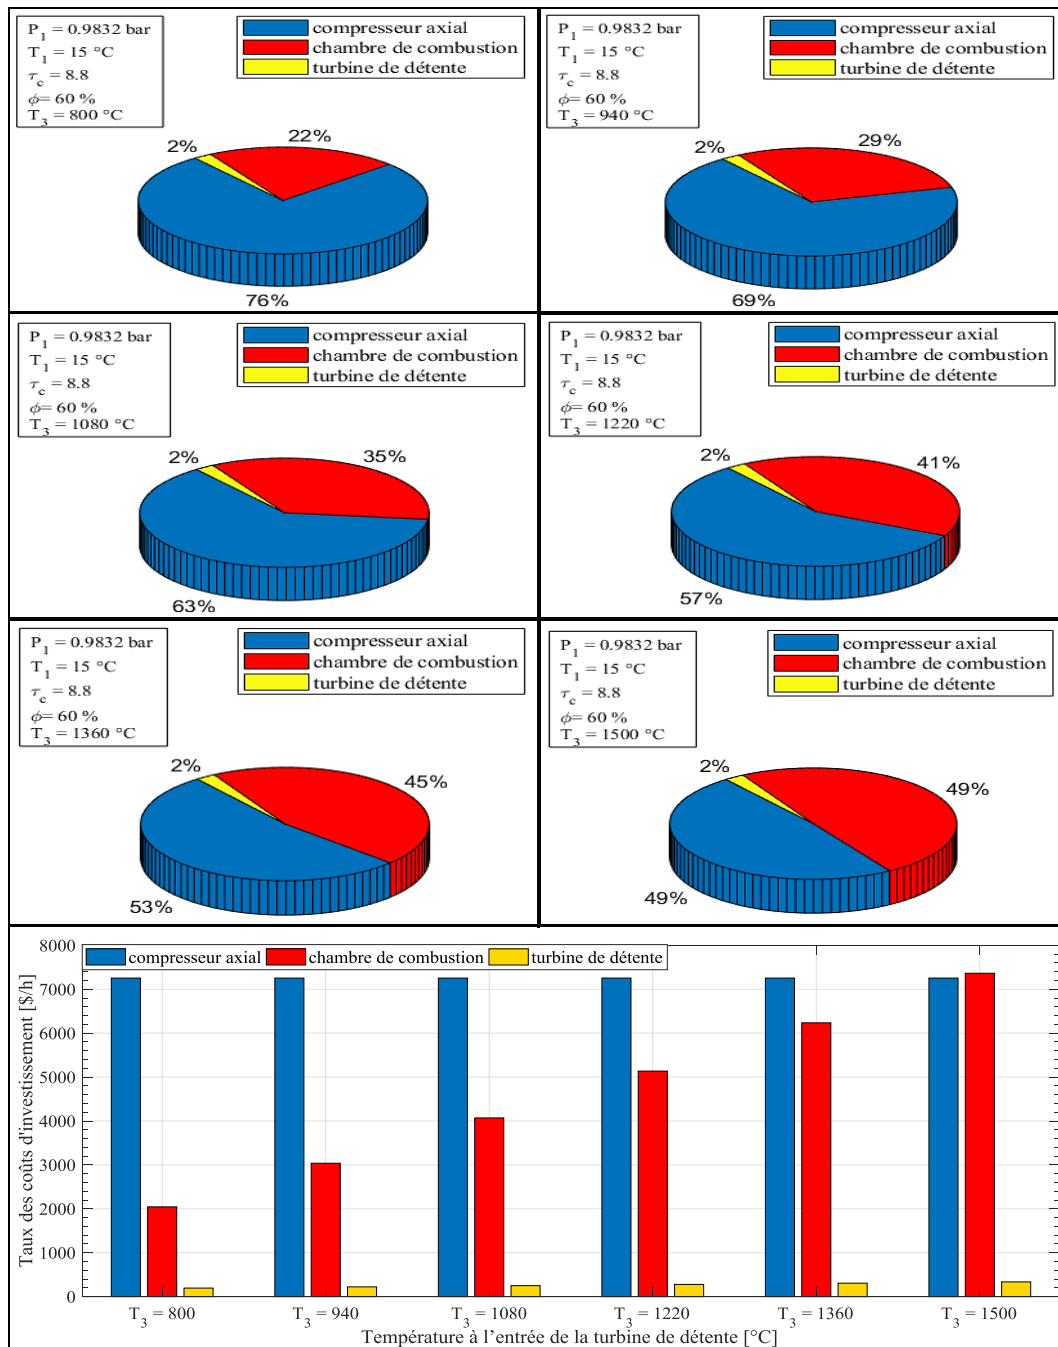 P1 = 0.9832 bar
T1 = 15 °C
τc = 8.8
ϕ= 60 %
T3 = 800 °C
compresseur axial
chambre de combustion
turbine de détente
2%
22%
76%
P1 = 0.9832 bar
T1 = 15 °C
τc = 8.8
ϕ= 60 %
T3 = 940 °C
compresseur axial
chambre de combustion
turbine de détente
2%
29%
69%
P1 = 0.9832 bar
T1 = 15 °C
τc = 8.8
ϕ= 60 %
T3 = 1080 °C
compresseur axial
chambre de combustion
turbine de détente
2%
35%
63%
P1 = 0.9832 bar
T1 = 15 °C
τc = 8.8
ϕ= 60 %
T3 = 1220 °C
compresseur axial
chambre de combustion
turbine de détente
2%
41%
57%
P1 = 0.9832 bar
T1 = 15 °C
τc = 8.8
ϕ= 60 %
T3 = 1360 °C
compresseur axial
chambre de combustion
turbine de détente
2%
45%
53%
P1 = 0.9832 bar
T1 = 15 °C
τc = 8.8
ϕ= 60 %
T3 = 1500 °C
compresseur axial
chambre de combustion
turbine de détente
2%
49%
49%
compresseur axial chambre de combustion turbine de détente
Taux des coûts d'investissement [$/h]
8000
7000
6000
5000
4000
3000
2000
1000
0
T3 = 800 T3 = 940 T3 = 1080 T3 = 1220 T3 = 1360 T3 = 1500
Température à l’entrée de la turbine de détente [°C]